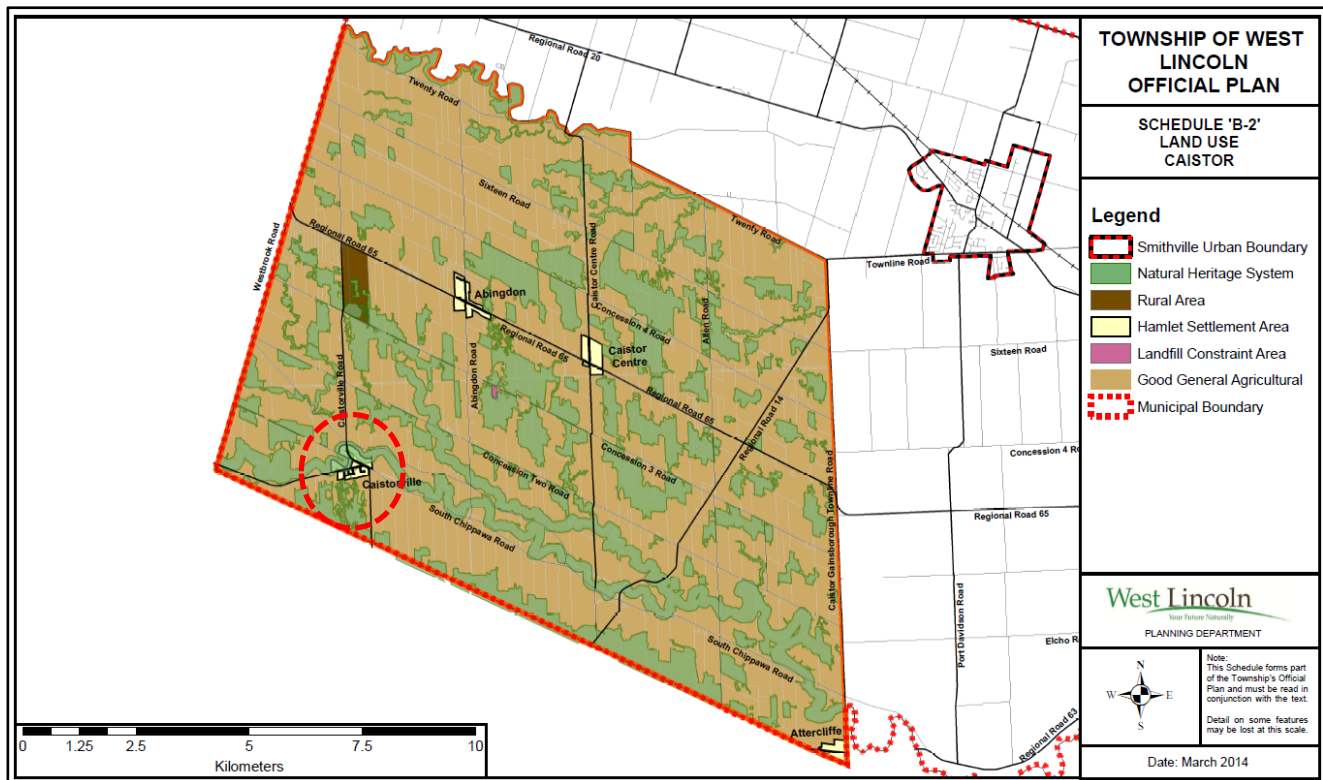 TOWNSHIP OF WEST
LINCOLN
OFFICIAL PLAN
SCHEDULE 'B-2'
LAND USE
CAISTOR
Legend
Smithville Urban Boundary
Natural Heritage System
Rural Area
Hamlet Settlement Area
Landfill Constraint Area
Good General Agricultural
Municipal Boundary
West Lincoln
Your Future Naturally
PLANNING DEPARTMENT
N
W E
S
Note:
This Schedule forms part
of the Township's Official
Plan and must be read in
conjunction with the text.
Detail on some features
may be lost at this scale.
Date: March 2014
Regional Road 20
Twenty Road
Sixteen Road
Twenty Road
Townline Road
Westbrook Road
Regional Road 65
Caistor Centre Road
Abingdon
Concession 4 Road
Allen Road
Regional Road 65
Caistor
Centre
Sixteen Road
Caistorville Road
Abingdon Road
Regional Road 65
Regional Road 14
Concession 4 Ro
Concession 3 Road
Caistorville
Concession Two Road
Caistor Gainsborough Townline Road
South Chippawa Road
Regional Road 65
Port Davidson Road
Elcho Ro
South Chippawa Road
Attercliffe
Regional Road 63
0 1.25 2.5 5 7.5 10
Kilometers